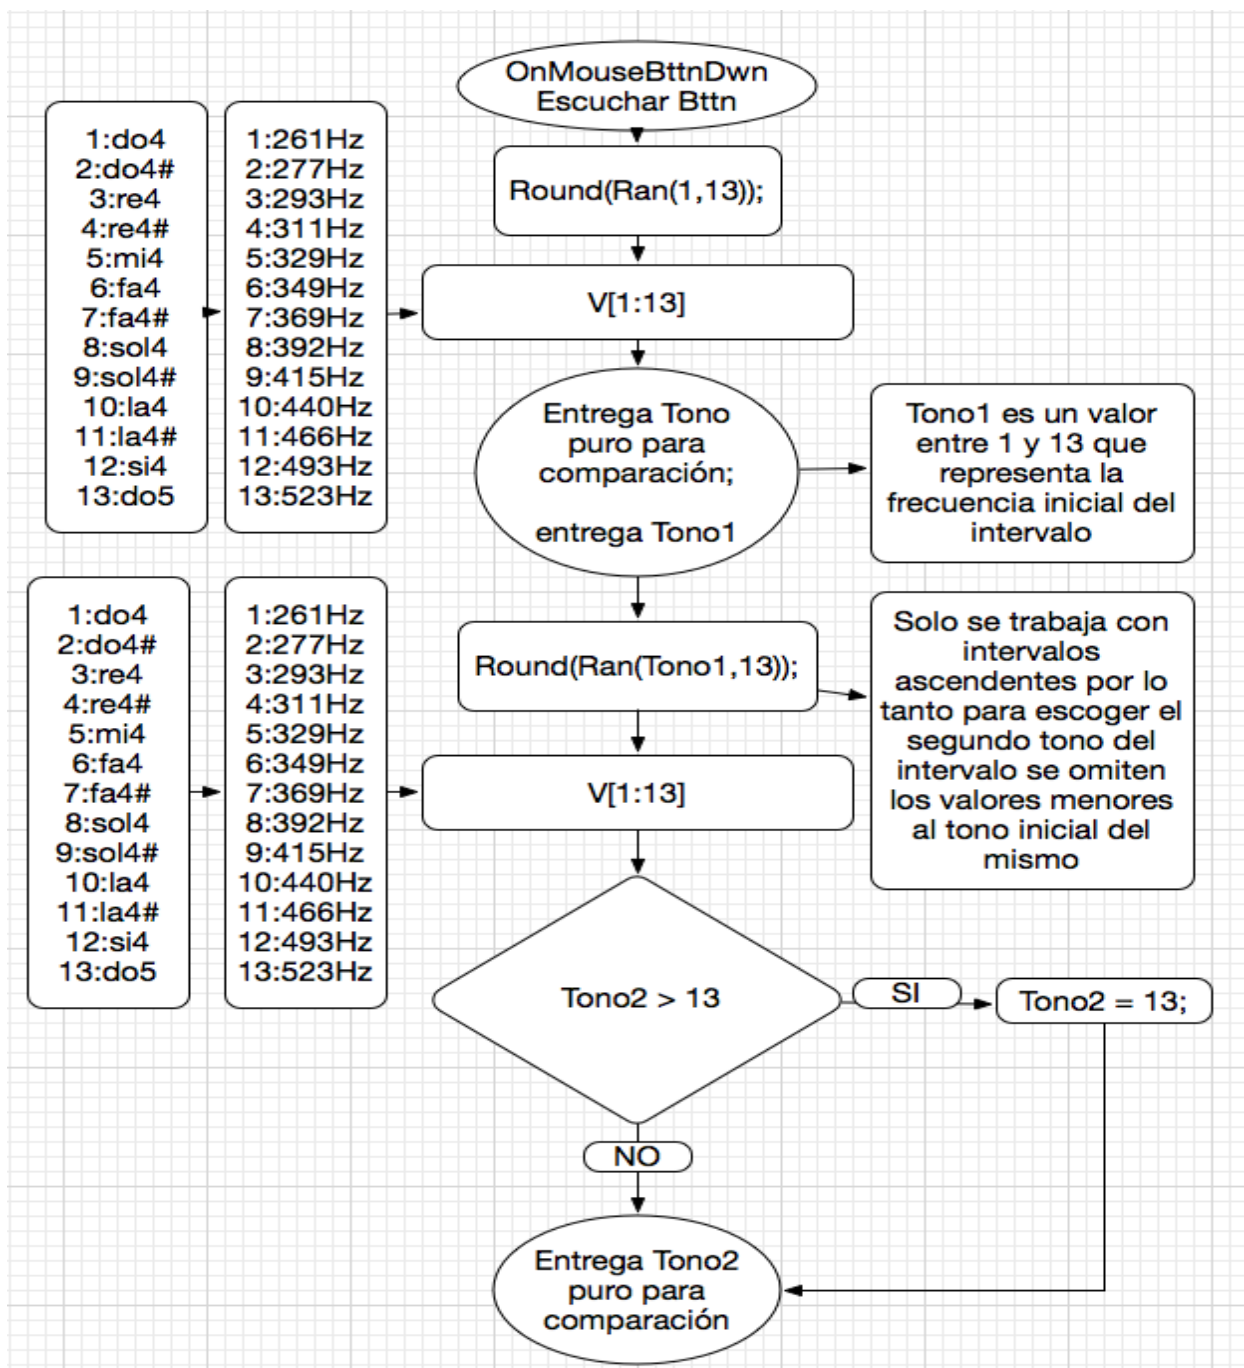 OnMouseBttnDwn
Escuchar Bttn
1:do4
2:do4#
3:re4
4:re4#
5:mi4
6:fa4
7:fa4#
8:sol4
9:sol4#
10:la4
11:la4#
12:si4
13:do5
1:261Hz
2:277Hz
3:293Hz
4:311Hz
5:329Hz
6:349Hz
7:369Hz
8:392Hz
9:415Hz
10:440Hz
11:466Hz
12:493Hz
13:523Hz
Round(Ran(1,13));
V[1:13]
Entrega Tono
puro para
comparación;
entrega Tono1
Tono1 es un valor
entre 1 y 13 que
representa la
frecuencia inicial del
intervalo
1:do4
2:do4#
3:re4
4:re4#
5:mi4
6:fa4
7:fa4#
8:sol4
9:sol4#
10:la4
11:la4#
12:si4
13:do5
1:261Hz
2:277Hz
3:293Hz
4:311Hz
5:329Hz
6:349Hz
7:369Hz
8:392Hz
9:415Hz
10:440Hz
11:466Hz
12:493Hz
13:523Hz
Round(Ran(Tono1,13));
Solo se trabaja con
intervalos
ascendentes por lo
tanto para escoger el
segundo tono del
intervalo se omiten
los valores menores
al tono inicial del
mismo
V[1:13]
Tono2 > 13
SI
Tono2 = 13;
NO
Entrega Tono2
puro para
comparación